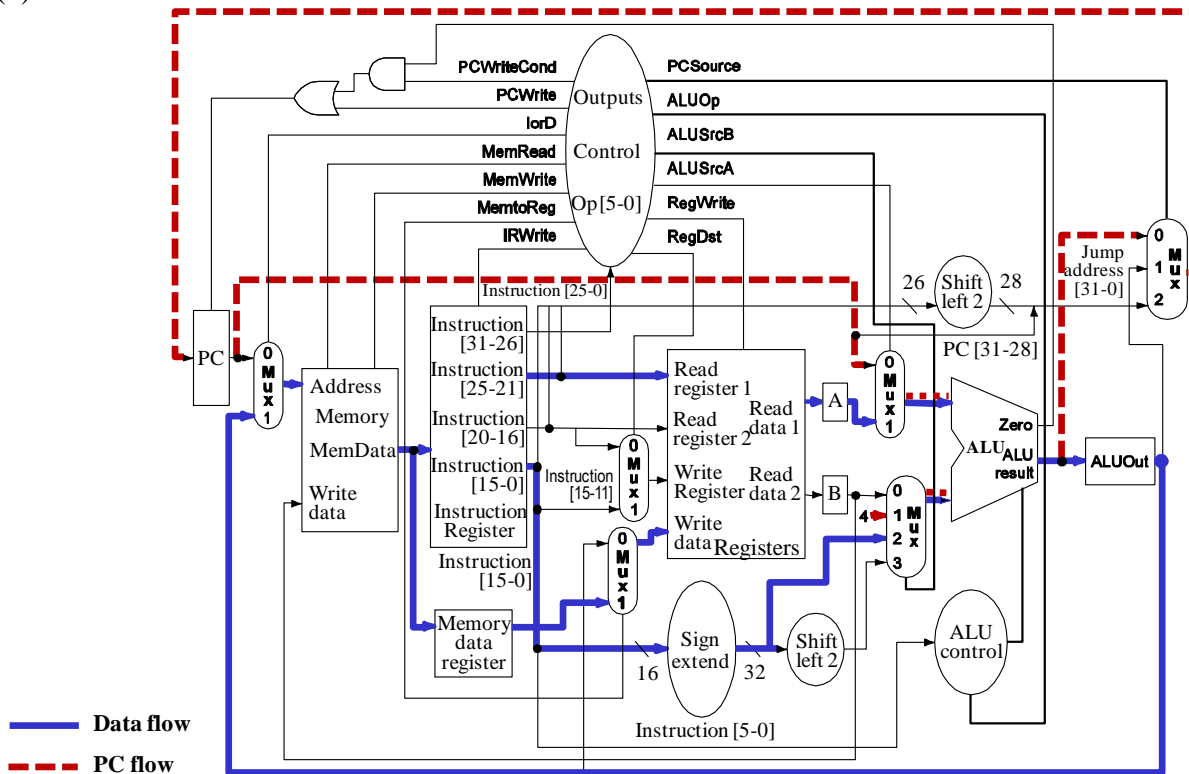 PCWriteCond
PCWrite
IorD
MemRead
MemWrite
MemtoReg
IRWrite
Outputs
Control
Op [5-0]
PCSource
ALUOp
ALUSrcB
ALUSrcA
RegWrite
RegDst
Instruction [25-0]
26
Shift
left 2
28
Jump
address
[31-0]
0
1
2
Mux
PC [31-28]
PC
0
Mux
1
Address
Memory
MemData
Write
data
Instruction
[31-26]
Instruction
[25-21]
Instruction
[20-16]
Instruction
[15-0]
Instruction
Register
Instruction
[15-0]
Instruction
[15-11]
0
Mux
1
0
Mux
1
Read
register 1
Read
register 2
Write
Register
Write
data
Registers
Read
data 1
Read
data 2
A
B
0
Mux
1
4
0
1
2
3
Mux
ALU
Zero
ALU
result
ALUOut
Memory
data
register
16
Sign
extend
32
Shift
left 2
ALU
control
Instruction [5-0]
Data flow
PC flow